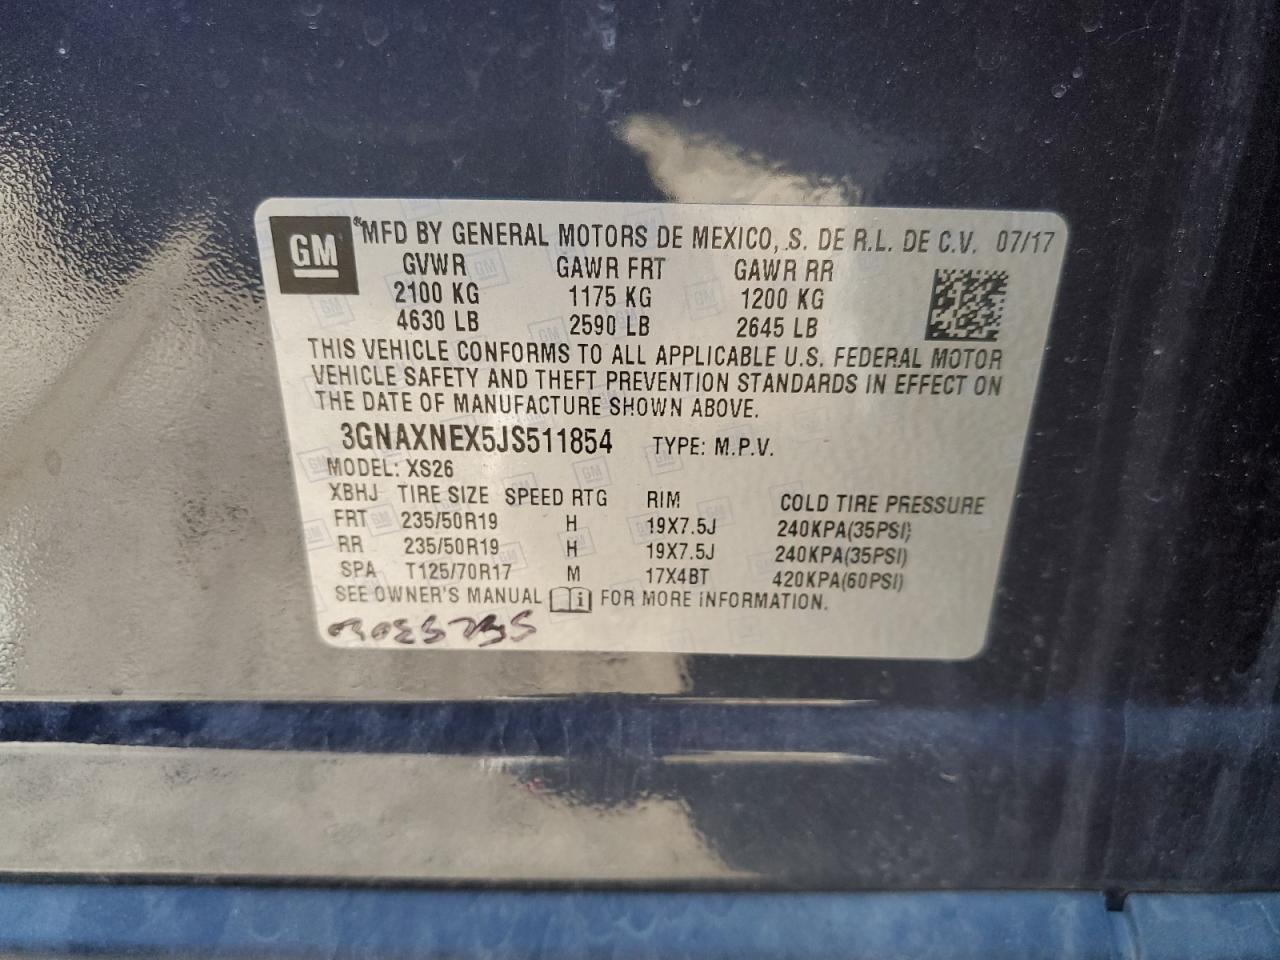 GM
MFD BY GENERAL MOTORS DE MEXICO, S. DE R.L. DE C.V. 07/17
GVWR GAWR FRT GAWR RR
2100 KG 1175 KG 1200 KG
4630 LB 2590 LB 2645 LB
THIS VEHICLE CONFORMS TO ALL APPLICABLE U.S. FEDERAL MOTOR
VEHICLE SAFETY AND THEFT PREVENTION STANDARDS IN EFFECT ON
THE DATE OF MANUFACTURE SHOWN ABOVE.
3GNAXNEX5JS511854 TYPE: M.P.V.
MODEL: XS26
XBHJ TIRE SIZE SPEED RTG RIM COLD TIRE PRESSURE
FRT 235/50R19 H 19X7.5J 240KPA(35PSI)
RR 235/50R19 H 19X7.5J 240KPA(35PSI)
SPA T125/70R17 M 17X4BT 420KPA(60PSI)
SEE OWNER'S MANUAL FOR MORE INFORMATION.